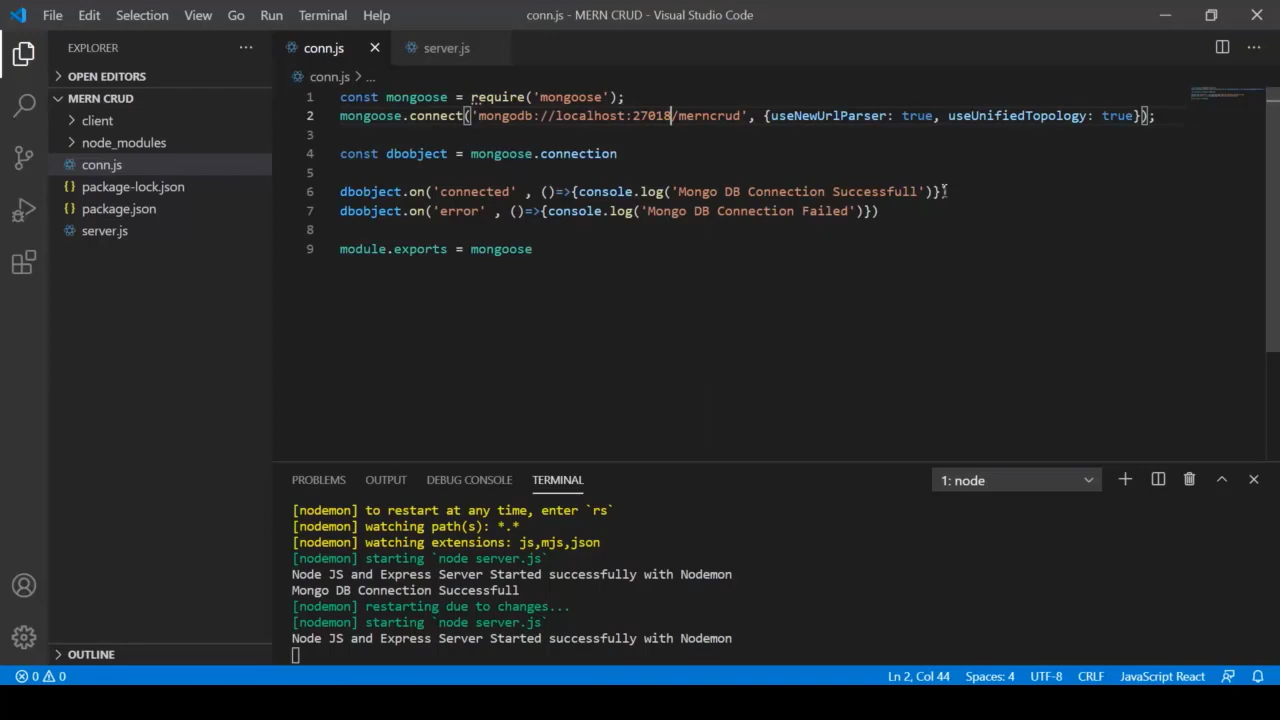 File Edit Selection View Go Run Terminal Help conn.js - MERN CRUD - Visual Studio Code
EXPLORER ...
OPEN EDITORS
MERN CRUD
client
node_modules
conn.js
{} package-lock.json
{} package.json
server.js
OUTLINE
conn.js server.js ...
conn.js > ...
1 const mongoose = require('mongoose');
2 mongoose.connect('mongodb://localhost:27018/merncrud', {useNewUrlParser: true, useUnifiedTopology: true});
3
4 const dbobject = mongoose.connection
5
6 dbobject.on('connected' , ()=>{console.log('Mongo DB Connection Successfull')})
7 dbobject.on('error' , ()=>{console.log('Mongo DB Connection Failed')})
8
9 module.exports = mongoose
PROBLEMS OUTPUT DEBUG CONSOLE TERMINAL 1: node
[nodemon] to restart at any time, enter `rs`
[nodemon] watching path(s): *.*
[nodemon] watching extensions: js,mjs,json
[nodemon] starting `node server.js`
Node JS and Express Server Started successfully with Nodemon
Mongo DB Connection Successfull
[nodemon] restarting due to changes...
[nodemon] starting `node server.js`
Node JS and Express Server Started successfully with Nodemon
0 0 Ln 2, Col 44 Spaces: 4 UTF-8 CRLF JavaScript React